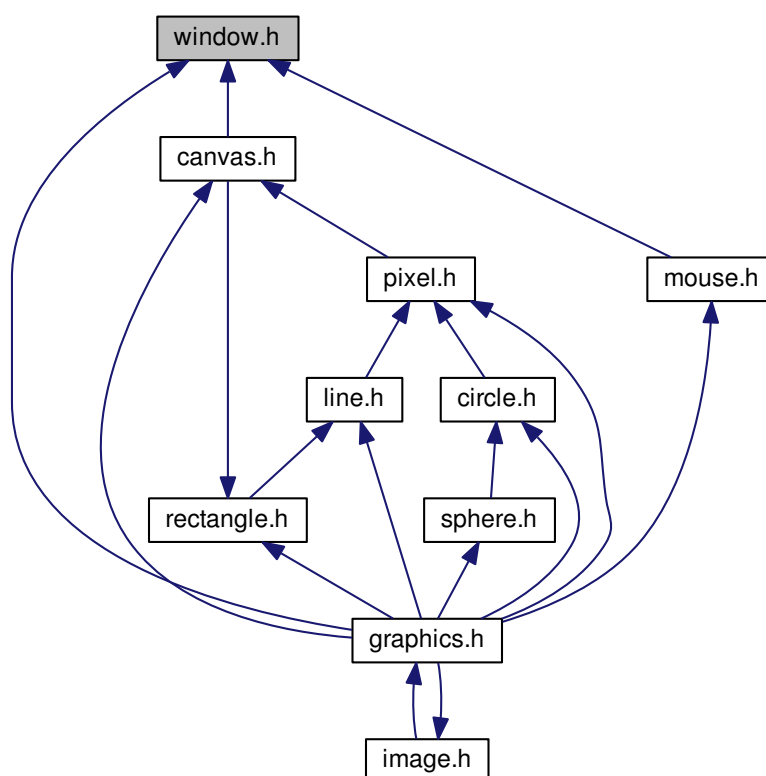 window.h
canvas.h
pixel.h
mouse.h
line.h
circle.h
rectangle.h
sphere.h
graphics.h
image.h